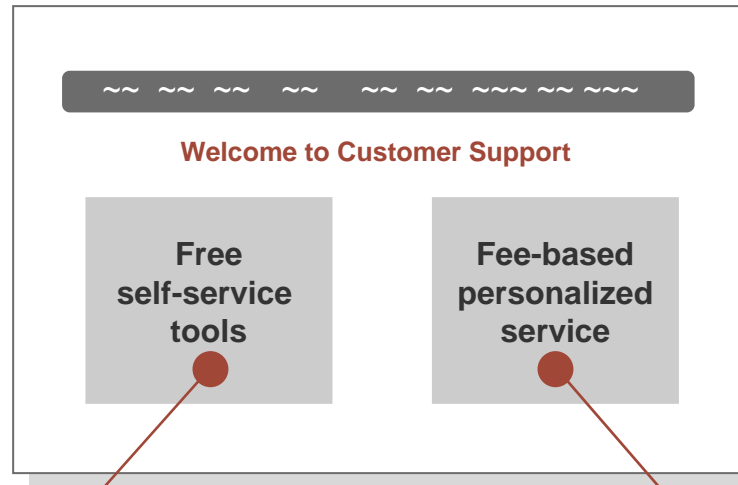 ~~ ~~ ~~ ~~ ~~ ~~ ~~~ ~~ ~~~
Welcome to Customer Support
Free
self-service
tools
Fee-based
personalized
service